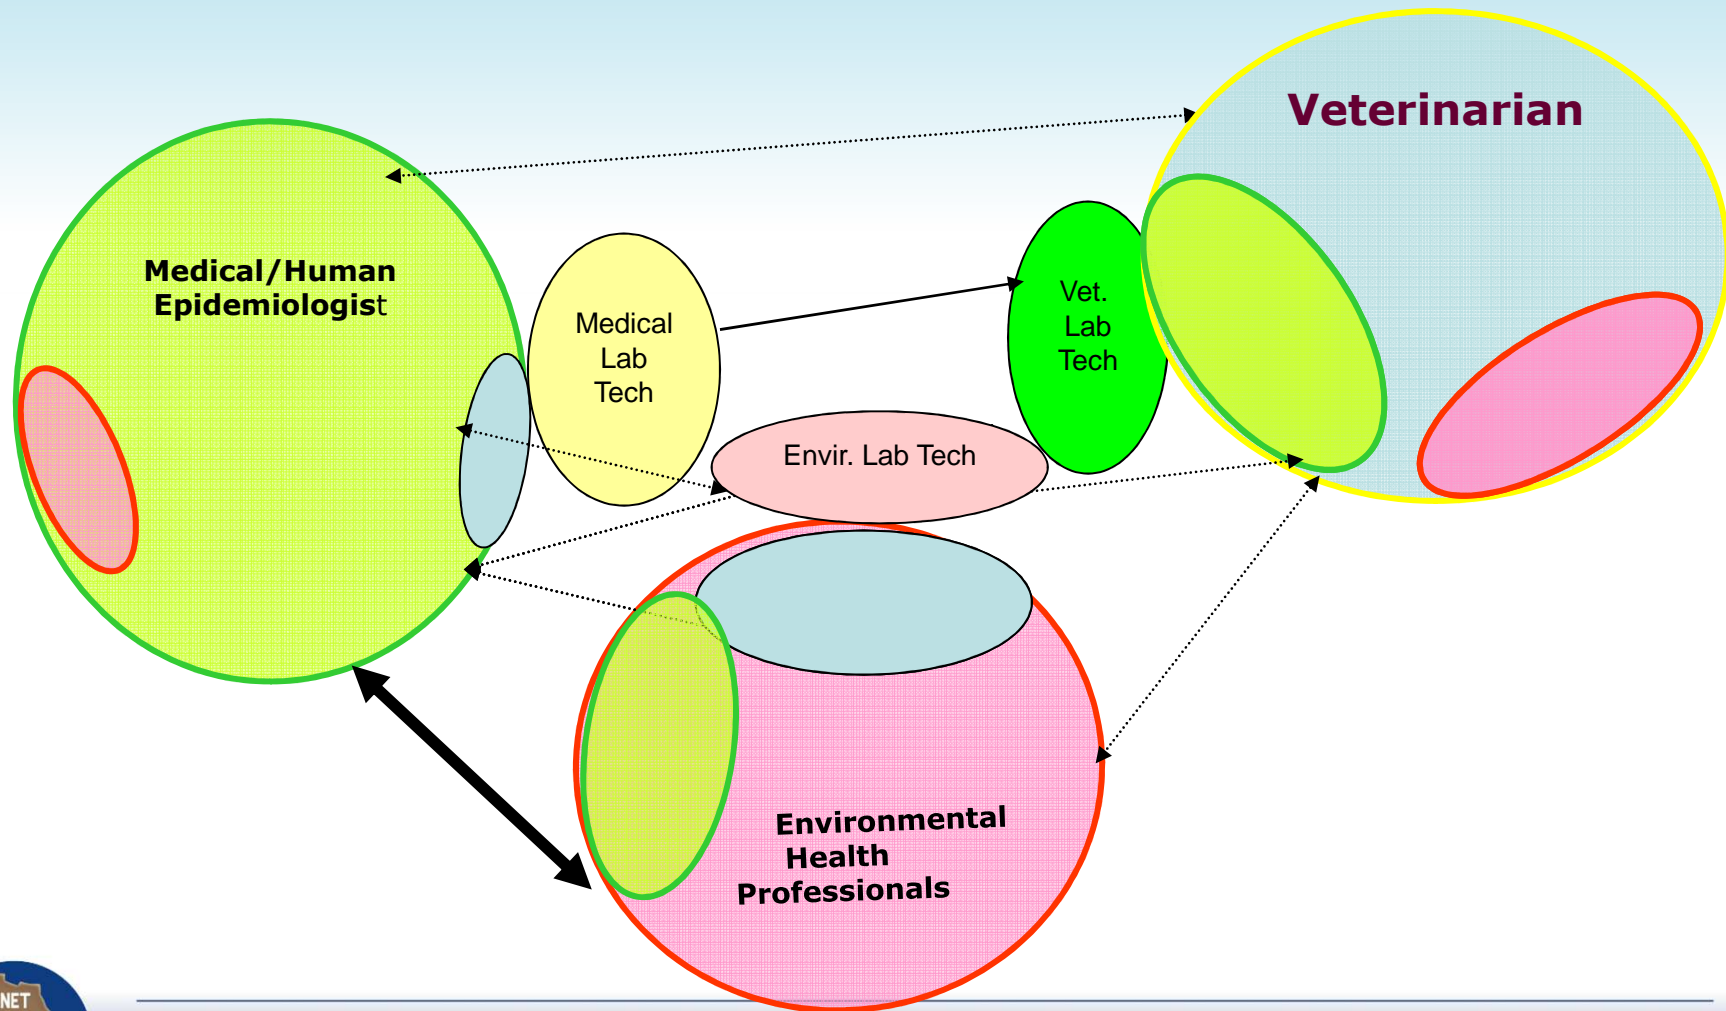 Veterinarian
Medical/Human
Epidemiologist
Medical
Lab
Tech
Vet.
Lab
Tech
Envir. Lab Tech
Environmental
Health
Professionals
NET